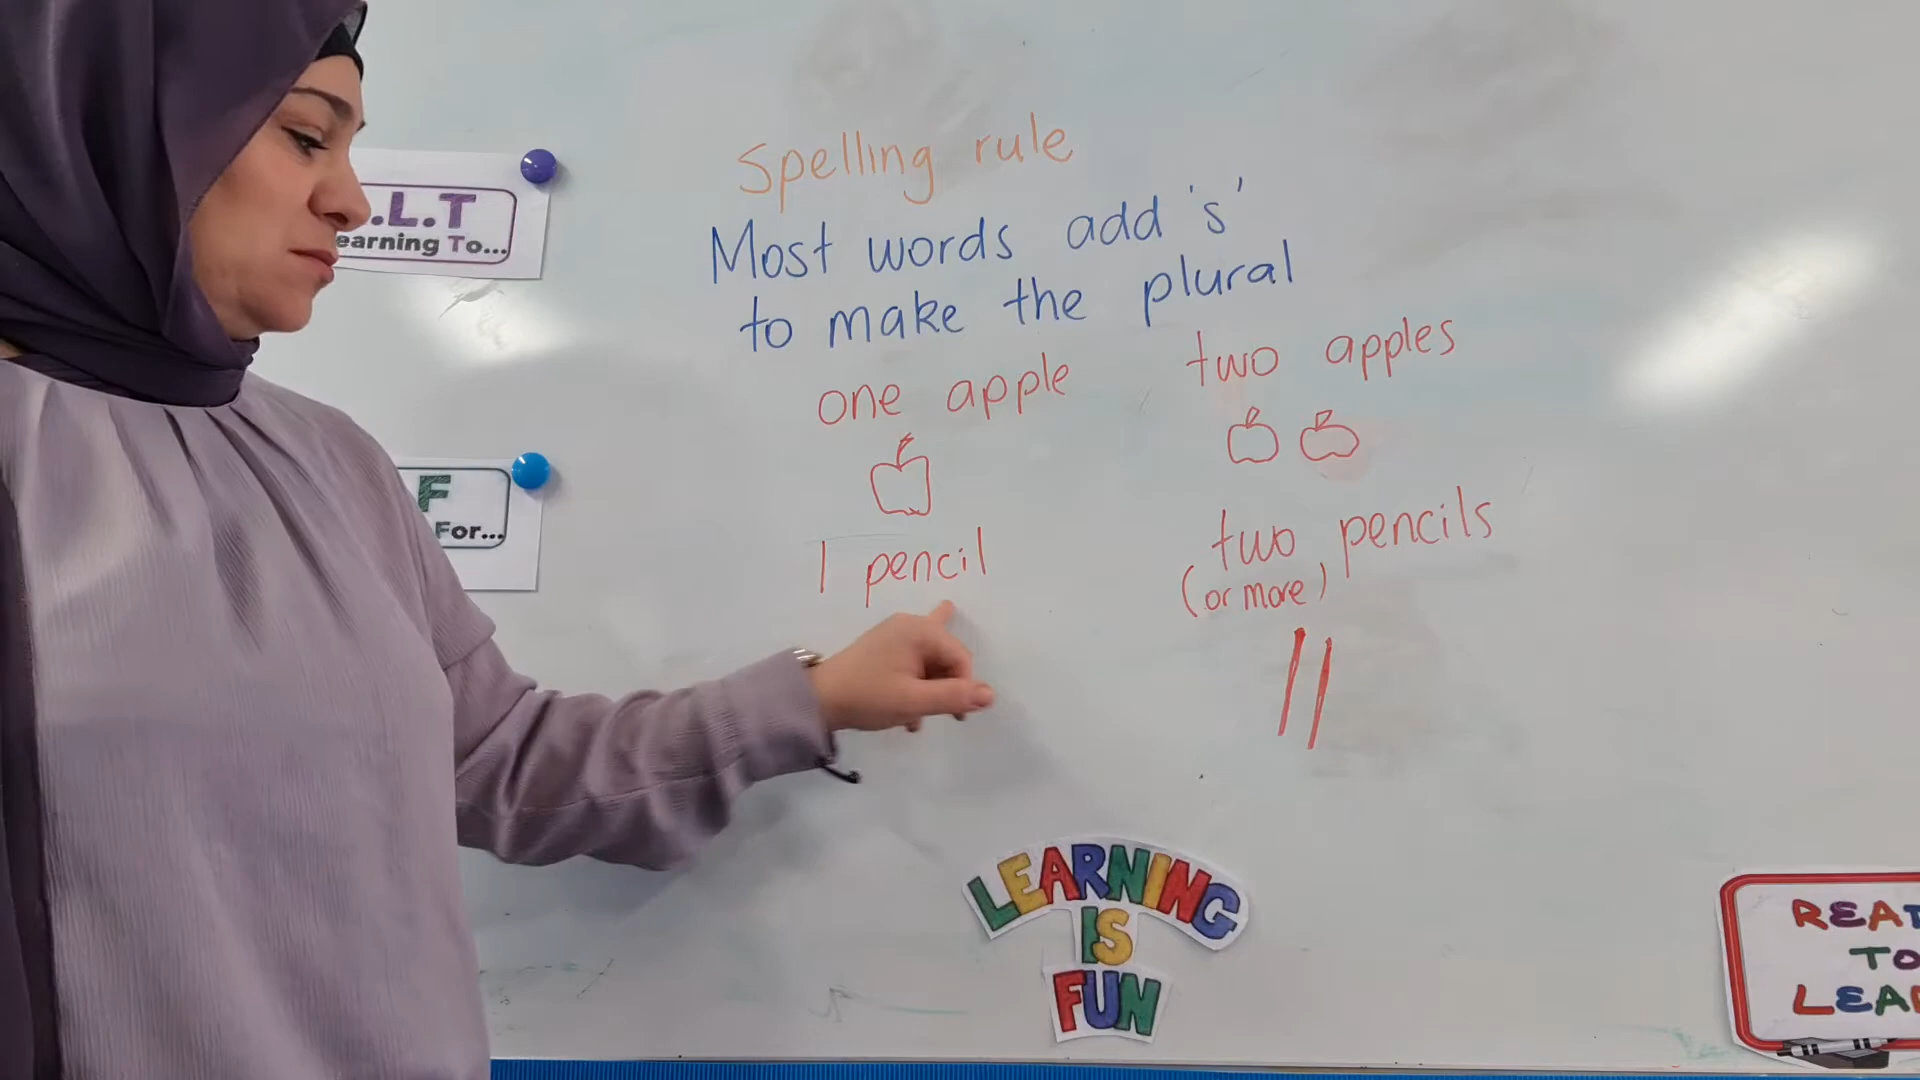 .L.T
earning To...
F
For...
Spelling rule
Most words add 's'
to make the plural
one apple
two apples
1 pencil
two pencils
(or more)
LEARNING
IS
FUN
TO